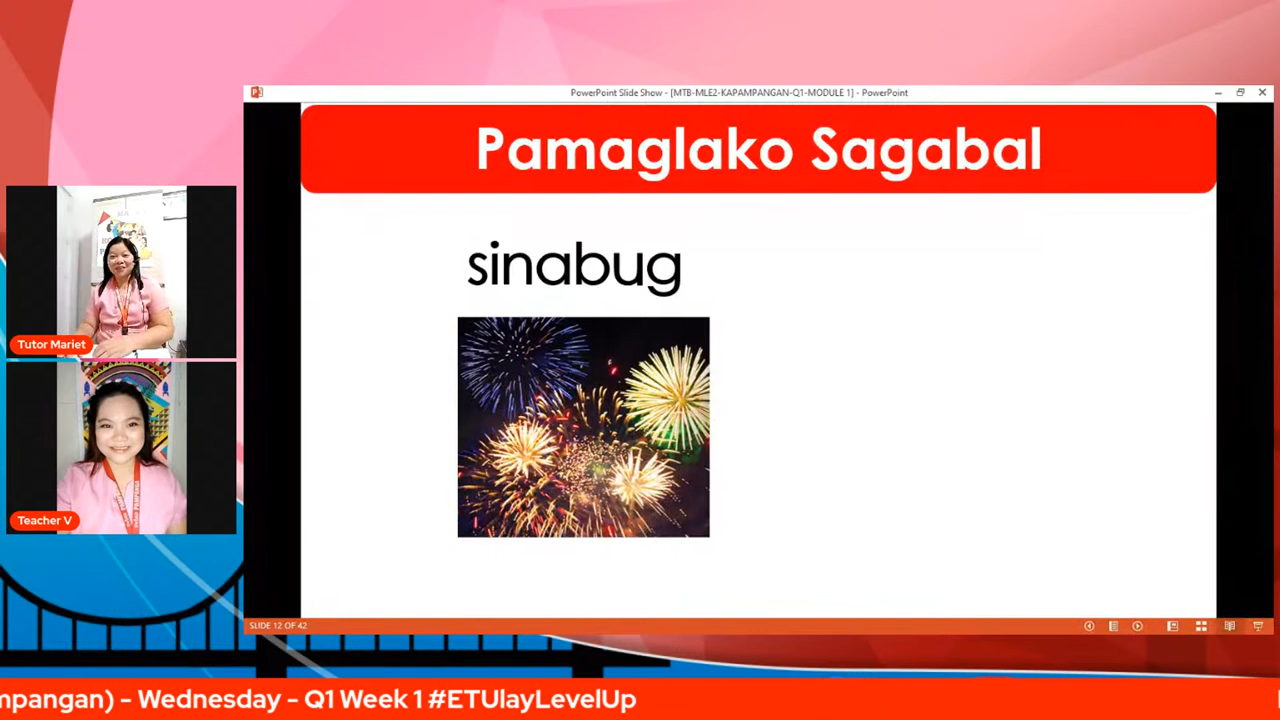 PowerPoint Slide Show - [MTB-MLE2-KAPAMPANGAN-Q1-MODULE 1] - PowerPoint
Pamaglako Sagabal
sinabug
Tutor Mariet
Teacher V
SLIDE 12 OF 42
mpangan) - Wednesday - Q1 Week 1 #ETUlayLevelUp